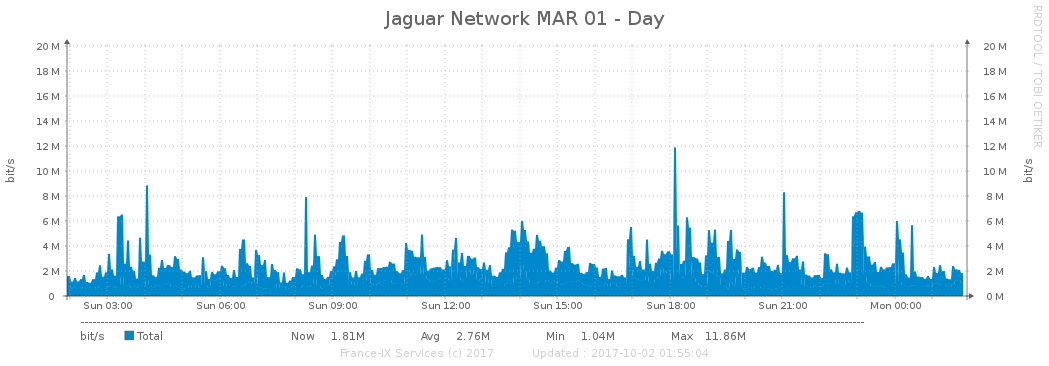 Jaguar Network MAR 01 - Day
RRDTOOL / TOBI OETIKER
bit/s
20 M 20 M
18 M 18 M
16 M 16 M
14 M 14 M
12 M 12 M
10 M 10 M
8 M 8 M
6 M 6 M
4 M 4 M
2 M 2 M
0 0 M
bit/s
Sun 03:00 Sun 06:00 Sun 09:00 Sun 12:00 Sun 15:00 Sun 18:00 Sun 21:00 Mon 00:00
bit/s Total Now 1.81M Avg 2.76M Min 1.04M Max 11.86M
France-IX Services (c) 2017 Updated : 2017-10-02 01:55:04